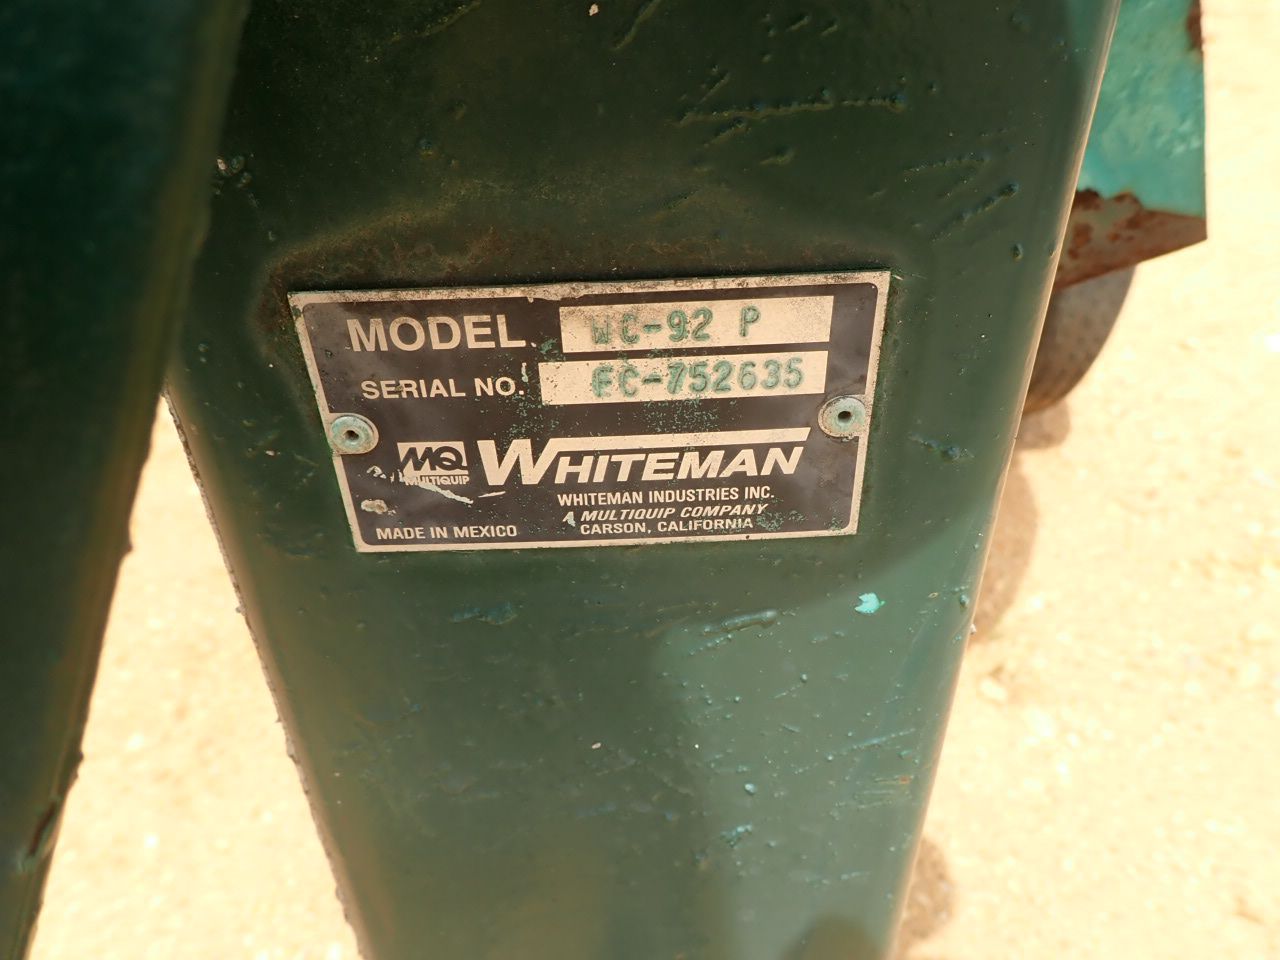 MODEL WC-92 P
SERIAL NO. FC-752635
MQ MULTIQUIP WHITEMAN
WHITEMAN INDUSTRIES INC.
A MULTIQUIP COMPANY
MADE IN MEXICO CARSON, CALIFORNIA